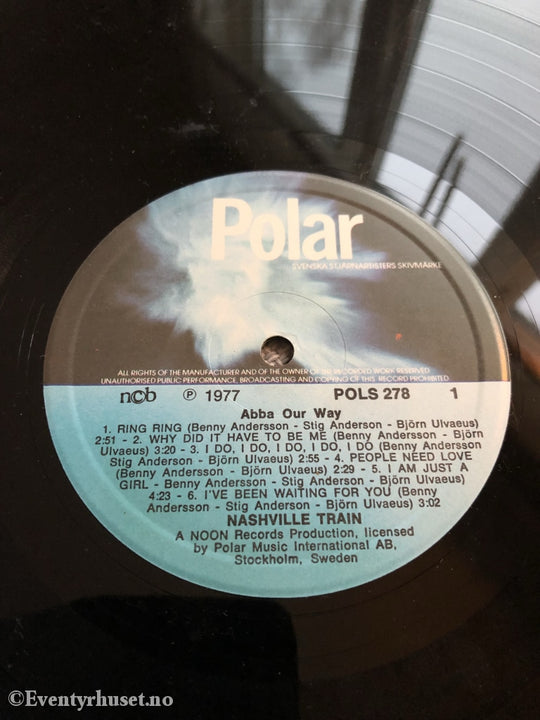 Polar
SVENSKA STJÄRNARTISTERS SKIVMÄRKE
ALL RIGHTS OF THE MANUFACTURER AND OF THE OWNER OF THE RECORDED WORK RESERVED
UNAUTHORISED PUBLIC PERFORMANCE, BROADCASTING AND COPYING OF THIS RECORD PROHIBITED
ncb ℗ 1977 POLS 278 1
Abba Our Way
1. RING RING (Benny Andersson - Stig Anderson - Björn Ulvaeus)
2:51 - 2. WHY DID IT HAVE TO BE ME (Benny Andersson - Björn
Ulvaeus) 3:20 - 3. I DO, I DO, I DO, I DO, I DO (Benny Andersson
Stig Anderson - Björn Ulvaeus) 2:55 - 4. PEOPLE NEED LOVE
(Benny Andersson - Björn Ulvaeus) 2:29 - 5. I AM JUST A
GIRL - Benny Andersson - Stig Anderson - Björn Ulvaeus)
4:23 - 6. I'VE BEEN WAITING FOR YOU (Benny
Andersson - Stig Anderson - Björn Ulvaeus) 3:02
NASHVILLE TRAIN
A NOON Records Production, licensed
by Polar Music International AB,
Stockholm, Sweden
©Eventyrhuset.no